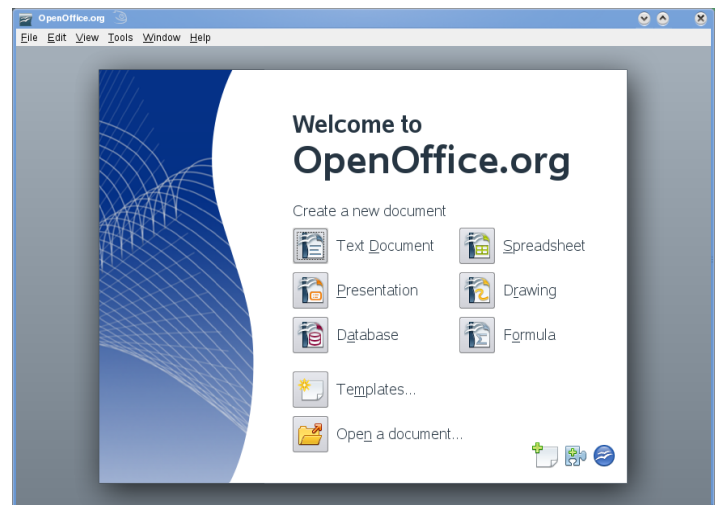 OpenOffice.org
File Edit View Tools Window Help
Welcome to
OpenOffice.org
Create a new document
Text Document Spreadsheet
Presentation Drawing
Database Formula
Templates...
Open a document...